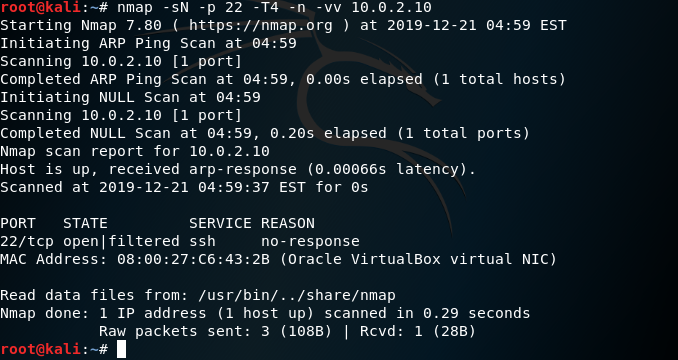 root@kali:~# nmap -sN -p 22 -T4 -n -vv 10.0.2.10
Starting Nmap 7.80 ( https://nmap.org ) at 2019-12-21 04:59 EST
Initiating ARP Ping Scan at 04:59
Scanning 10.0.2.10 [1 port]
Completed ARP Ping Scan at 04:59, 0.00s elapsed (1 total hosts)
Initiating NULL Scan at 04:59
Scanning 10.0.2.10 [1 port]
Completed NULL Scan at 04:59, 0.20s elapsed (1 total ports)
Nmap scan report for 10.0.2.10
Host is up, received arp-response (0.00066s latency).
Scanned at 2019-12-21 04:59:37 EST for 0s

PORT   STATE         SERVICE REASON
22/tcp open|filtered ssh     no-response
MAC Address: 08:00:27:C6:43:2B (Oracle VirtualBox virtual NIC)

Read data files from: /usr/bin/../share/nmap
Nmap done: 1 IP address (1 host up) scanned in 0.29 seconds
           Raw packets sent: 3 (108B) | Rcvd: 1 (28B)
root@kali:~#